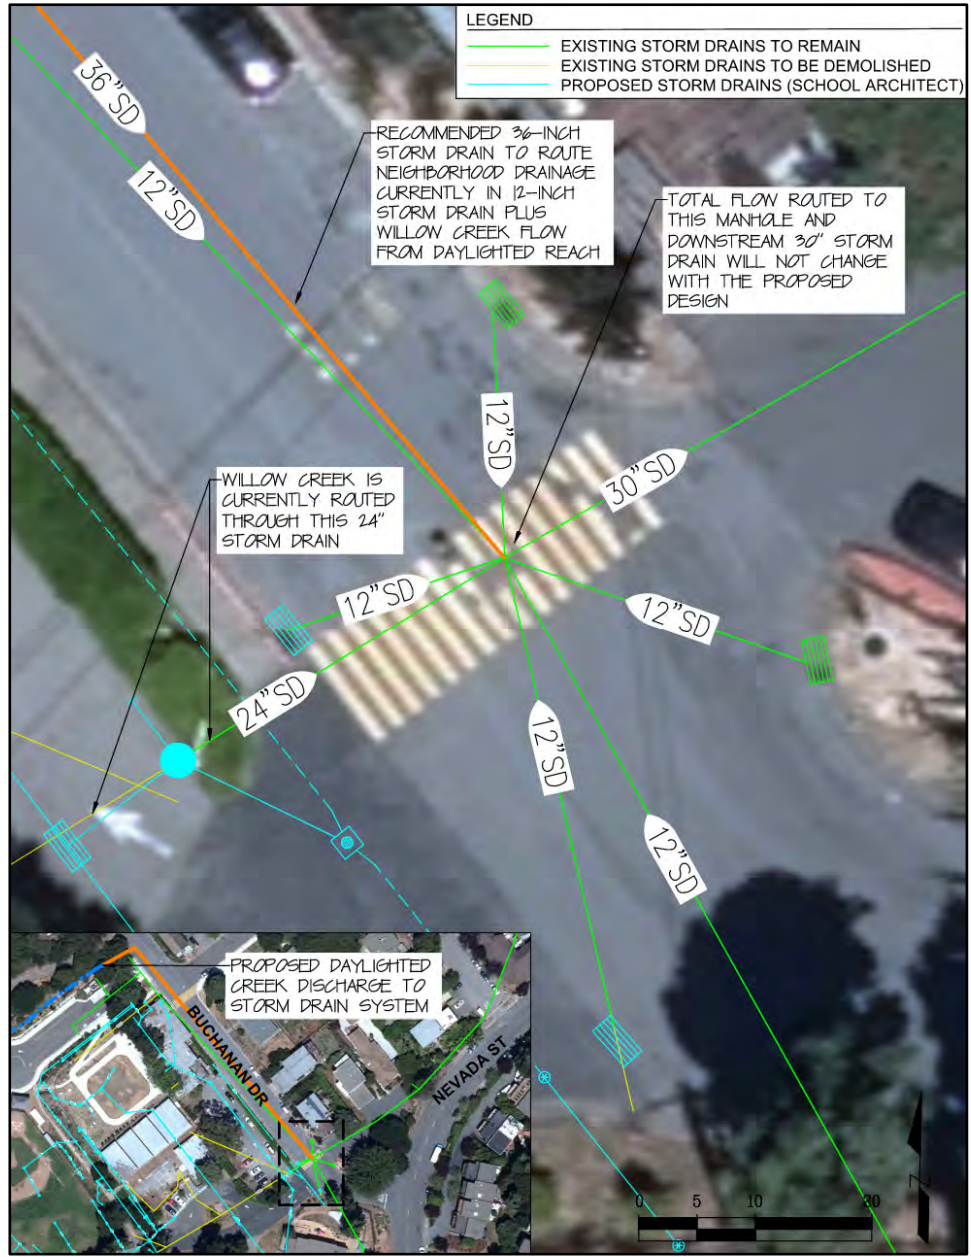 LEGEND
EXISTING STORM DRAINS TO REMAIN
EXISTING STORM DRAINS TO BE DEMOLISHED
PROPOSED STORM DRAINS (SCHOOL ARCHITECT)
36"SD
12"SD
RECOMMENDED 36-INCH
STORM DRAIN TO ROUTE
NEIGHBORHOOD DRAINAGE
CURRENTLY IN 12-INCH
STORM DRAIN PLUS
WILLOW CREEK FLOW
FROM DAYLIGHTED REACH
TOTAL FLOW ROUTED TO
THIS MANHOLE AND
DOWNSTREAM 30" STORM
DRAIN WILL NOT CHANGE
WITH THE PROPOSED
DESIGN
12"SD
30"SD
WILLOW CREEK IS
CURRENTLY ROUTED
THROUGH THIS 24"
STORM DRAIN
12"SD
12"SD
24"SD
12"SD
12"SD
PROPOSED DAYLIGHTED
CREEK DISCHARGE TO
STORM DRAIN SYSTEM
BUCHANAN DR
NEVADA ST
0 5 10 20
N